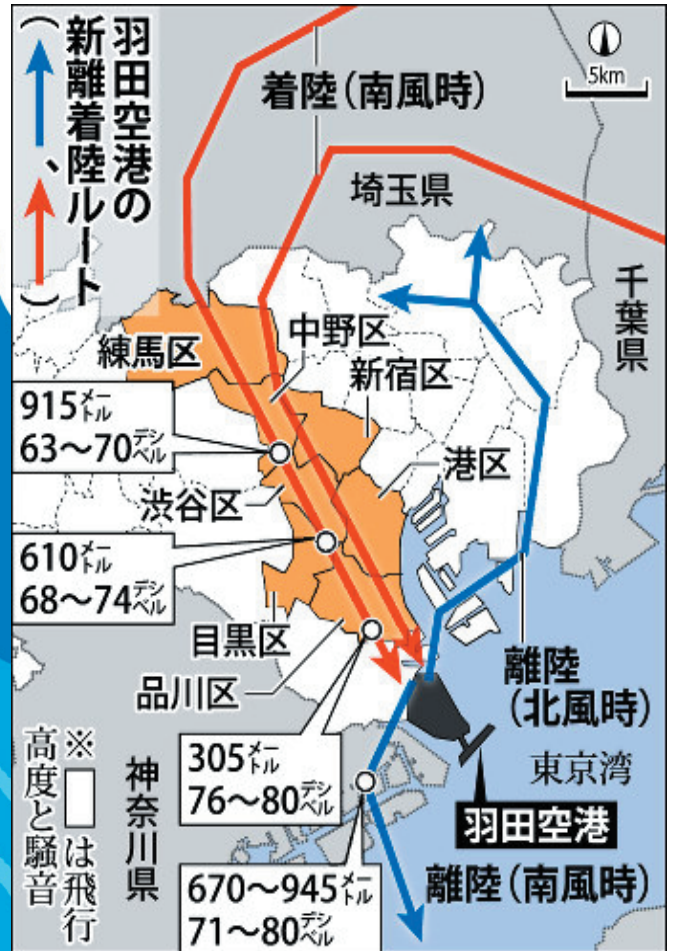 羽田空港の
新離着陸ルート
(↑、↑)
5km
着陸(南風時)
埼玉県
千葉県
練馬区
中野区
新宿区
915メートル
63〜70デシベル
港区
渋谷区
610メートル
68〜74デシベル
目黒区
品川区
離陸
(北風時)
305メートル
76〜80デシベル
東京湾
羽田空港
神奈川県
※□は飛行
高度と騒音
670〜945メートル
71〜80デシベル
離陸(南風時)